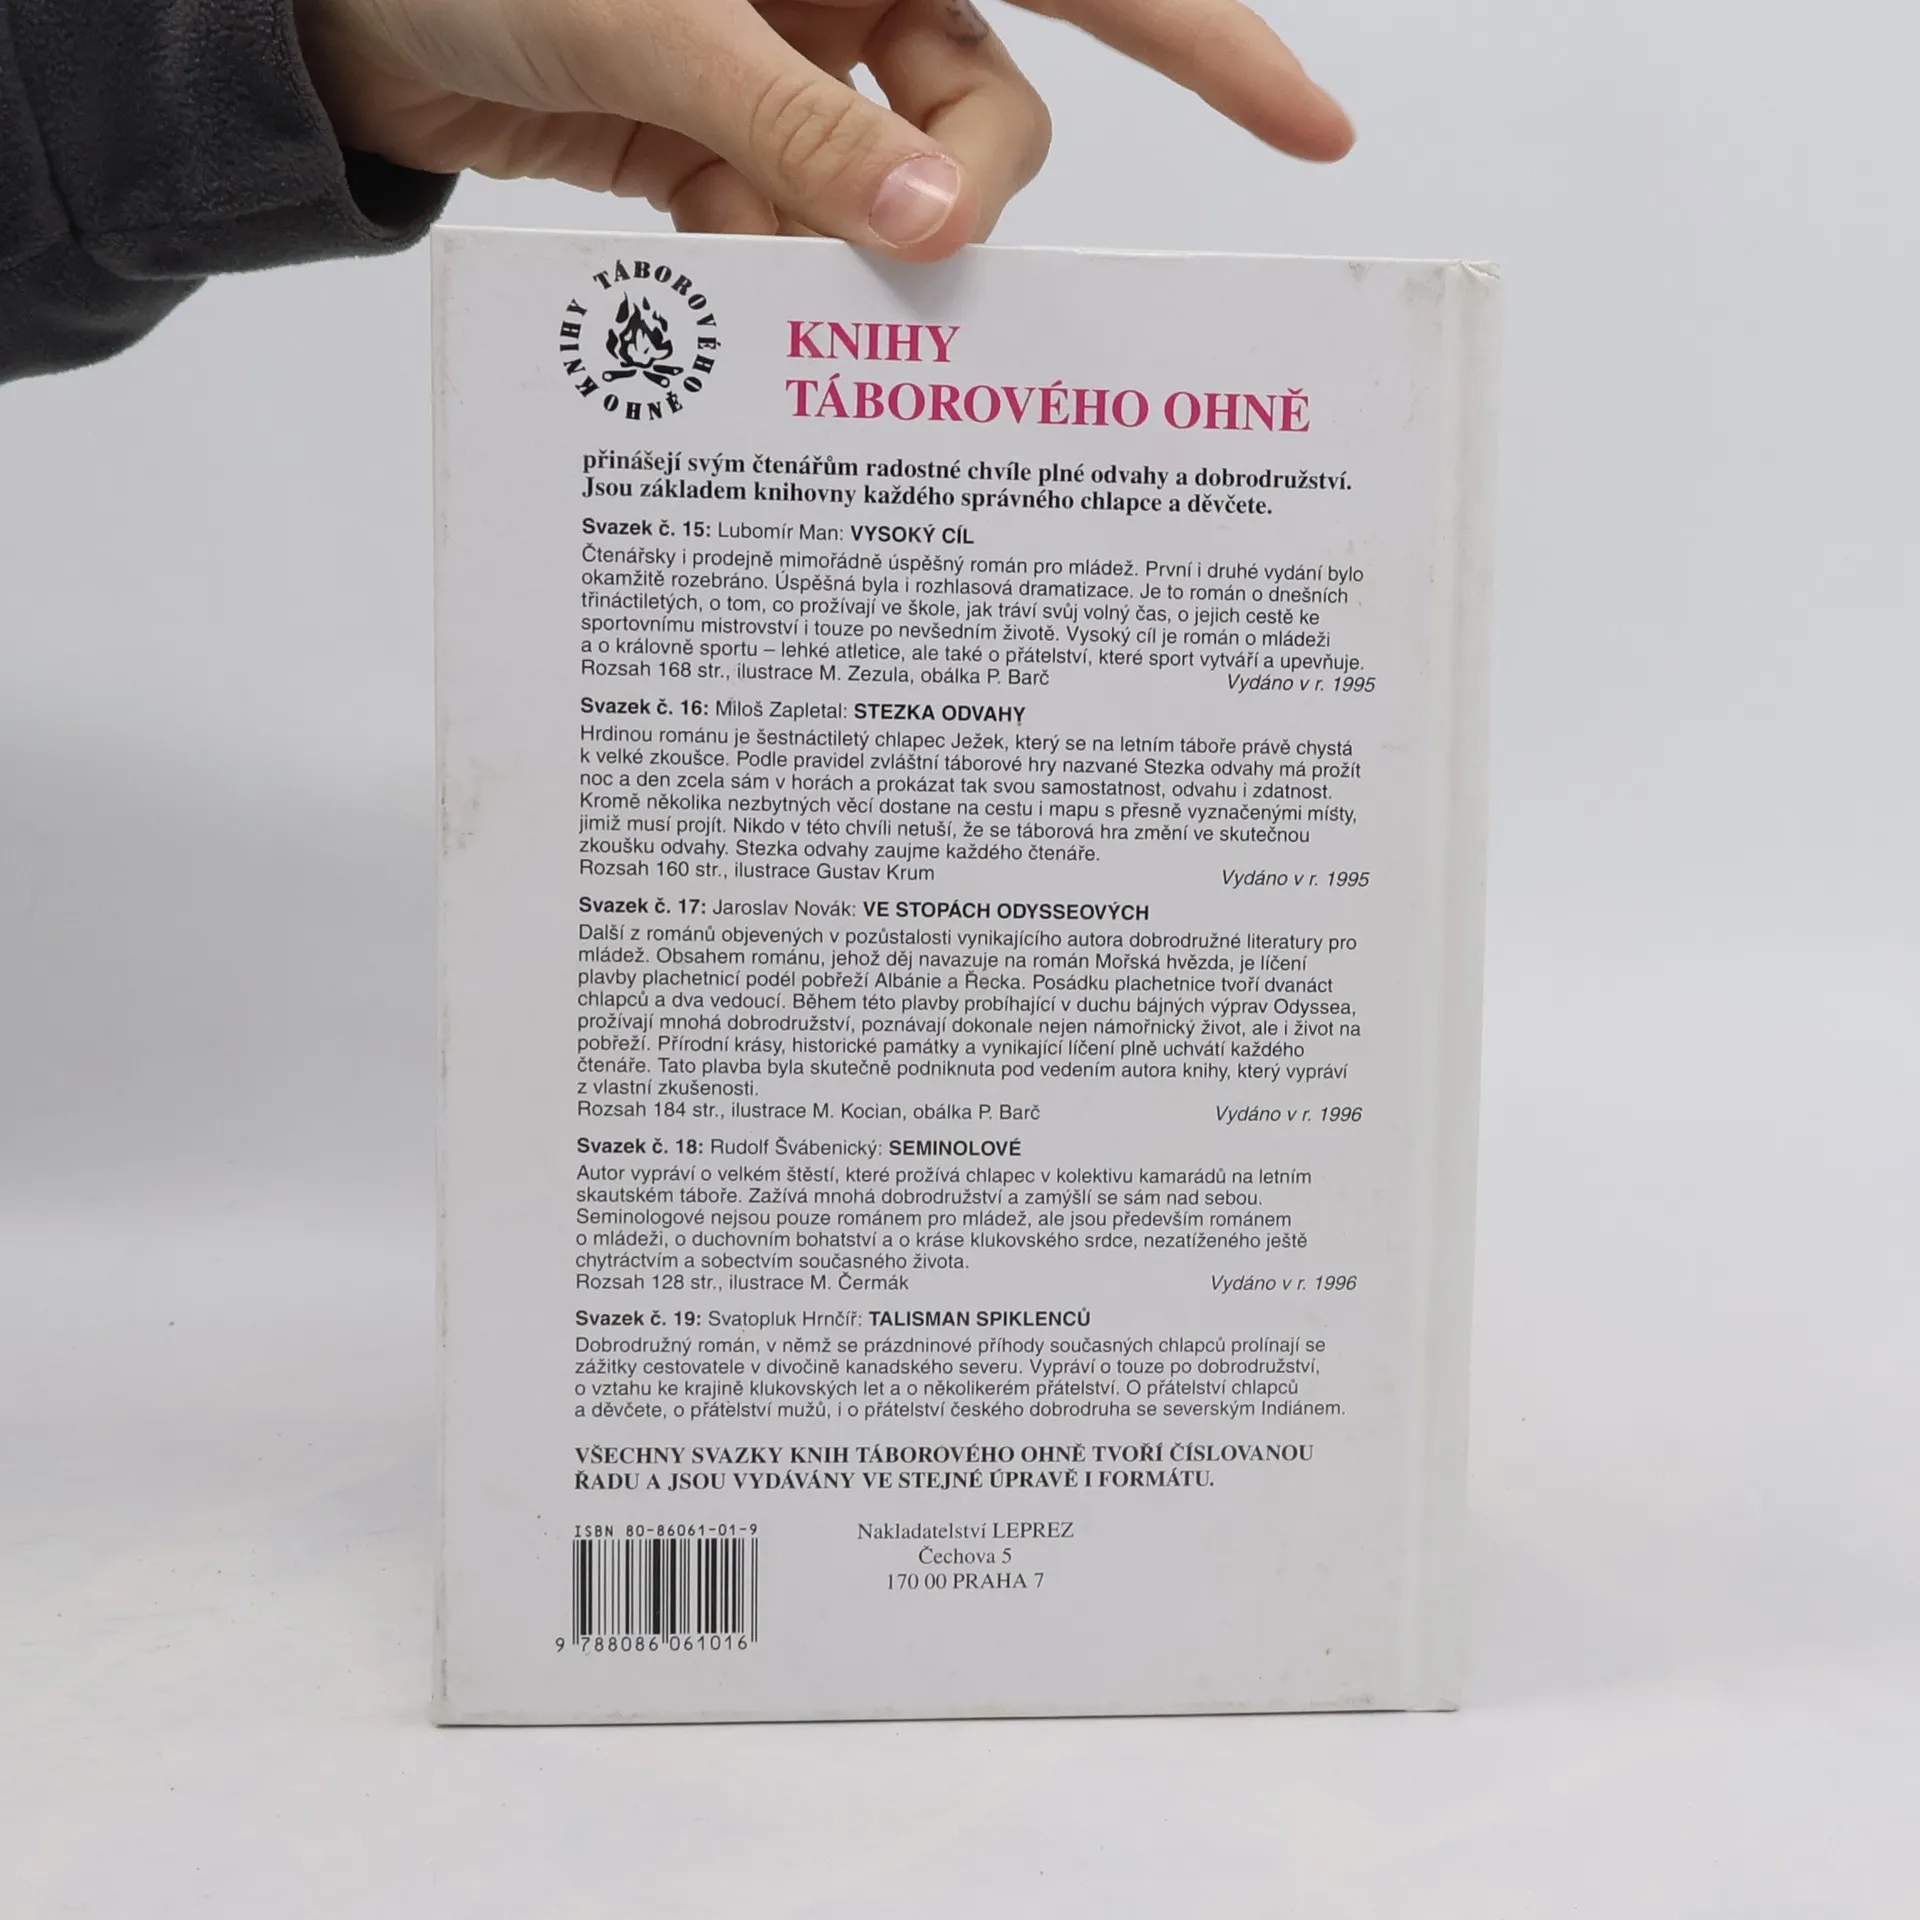 KNIHY TÁBOROVÉHO OHNĚ
KNIHY
TÁBOROVÉHO OHNĚ
přinášejí svým čtenářům radostné chvíle plné odvahy a dobrodružství.
Jsou základem knihovny každého správného chlapce a děvčete.
Svazek č. 15: Lubomír Man: VYSOKÝ CÍL
Čtenářsky i prodejně mimořádně úspěšný román pro mládež. První i druhé vydání bylo
okamžitě rozebráno. Úspěšná byla i rozhlasová dramatizace. Je to román o dnešních
třináctiletých, o tom, co prožívají ve škole, jak tráví svůj volný čas, o jejich cestě ke
sportovnímu mistrovství i touze po nevšedním životě. Vysoký cíl je román o mládeži
a o královně sportu – lehké atletice, ale také o přátelství, které sport vytváří a upevňuje.
Rozsah 168 str., ilustrace M. Zezula, obálka P. Barč Vydáno v r. 1995
Svazek č. 16: Miloš Zapletal: STEZKA ODVAHY
Hrdinou románu je šestnáctiletý chlapec Ježek, který se na letním táboře právě chystá
k velké zkoušce. Podle pravidel zvláštní táborové hry nazvané Stezka odvahy má prožít
noc a den zcela sám v horách a prokázat tak svou samostatnost, odvahu i zdatnost.
Kromě několika nezbytných věcí dostane na cestu i mapu s přesně vyznačenými místy,
jimiž musí projít. Nikdo v této chvíli netuší, že se táborová hra změní ve skutečnou
zkoušku odvahy. Stezka odvahy zaujme každého čtenáře.
Rozsah 160 str., ilustrace Gustav Krum Vydáno v r. 1995
Svazek č. 17: Jaroslav Novák: VE STOPÁCH ODYSSEOVÝCH
Další z románů objevených v pozůstalosti vynikajícího autora dobrodružné literatury pro
mládež. Obsahem románu, jehož děj navazuje na román Mořská hvězda, je líčení
plavby plachetnicí podél pobřeží Albánie a Řecka. Posádku plachetnice tvoří dvanáct
chlapců a dva vedoucí. Během této plavby probíhající v duchu bájných výprav Odyssea,
prožívají mnohá dobrodružství, poznávají dokonale nejen námořnický život, ale i život na
pobřeží. Přírodní krásy, historické památky a vynikající líčení plně uchvátí každého
čtenáře. Tato plavba byla skutečně podniknuta pod vedením autora knihy, který vypráví
z vlastní zkušenosti.
Rozsah 184 str., ilustrace M. Kocian, obálka P. Barč Vydáno v r. 1996
Svazek č. 18: Rudolf Švábenický: SEMINOLOVÉ
Autor vypráví o velkém štěstí, které prožívá chlapec v kolektivu kamarádů na letním
skautském táboře. Zažívá mnohá dobrodružství a zamýšlí se sám nad sebou.
Seminologové nejsou pouze románem pro mládež, ale jsou především románem
o mládeži, o duchovním bohatství a o kráse klukovského srdce, nezatíženého ještě
chytráctvím a sobectvím současného života.
Rozsah 128 str., ilustrace M. Čermák Vydáno v r. 1996
Svazek č. 19: Svatopluk Hrnčíř: TALISMAN SPIKLENCŮ
Dobrodružný román, v němž se prázdninové příhody současných chlapců prolínají se
zážitky cestovatele v divočině kanadského severu. Vypráví o touze po dobrodružství,
o vztahu ke krajině klukovských let a o několikerém přátelství. O přátelství chlapců
a děvčete, o přátelství mužů, i o přátelství českého dobrodruha se severským Indiánem.
VŠECHNY SVAZKY KNIH TÁBOROVÉHO OHNĚ TVOŘÍ ČÍSLOVANOU
ŘADU A JSOU VYDÁVÁNY VE STEJNÉ ÚPRAVĚ I FORMÁTU.
ISBN 80-86061-01-9
9 788086 061016
Nakladatelství LEPREZ
Čechova 5
170 00 PRAHA 7